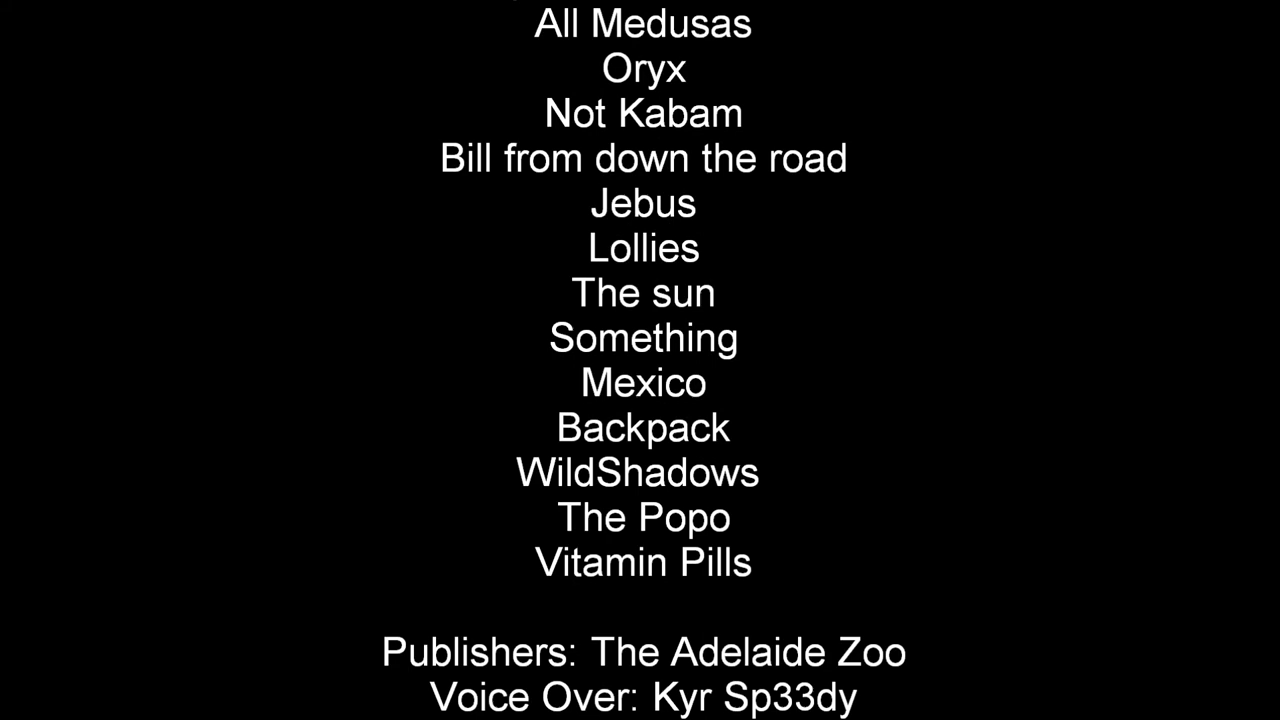 All Medusas
Oryx
Not Kabam
Bill from down the road
Jebus
Lollies
The sun
Something
Mexico
Backpack
WildShadows
The Popo
Vitamin Pills
Publishers: The Adelaide Zoo
Voice Over: Kyr Sp33dy